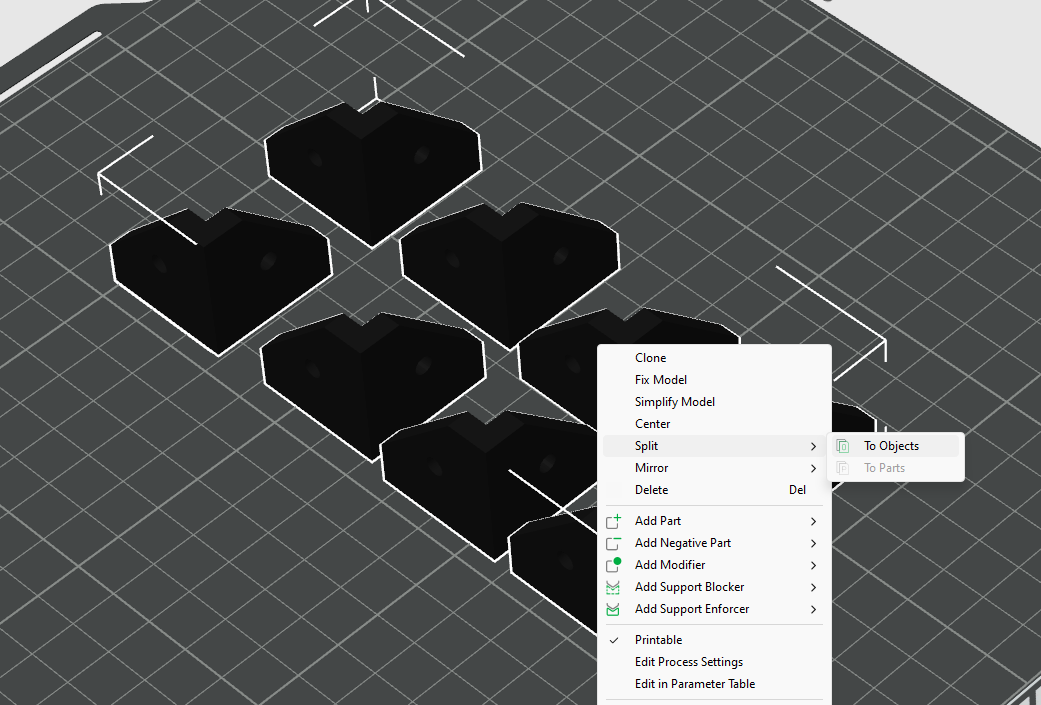 Clone
Fix Model
Simplify Model
Center
Split
To Objects
Mirror
To Parts
Delete Del
Add Part
Add Negative Part
Add Modifier
Add Support Blocker
Add Support Enforcer
Printable
Edit Process Settings
Edit in Parameter Table